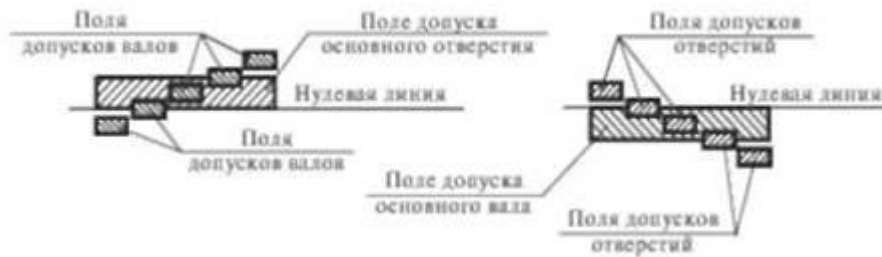 Поля
допусков валов
Поле допуска
основного отверстия
Нулевая линия
Поля
допусков валов
Поля допусков
отверстий
Нулевая линия
Поле допуска
основного вала
Поля допусков
отверстий